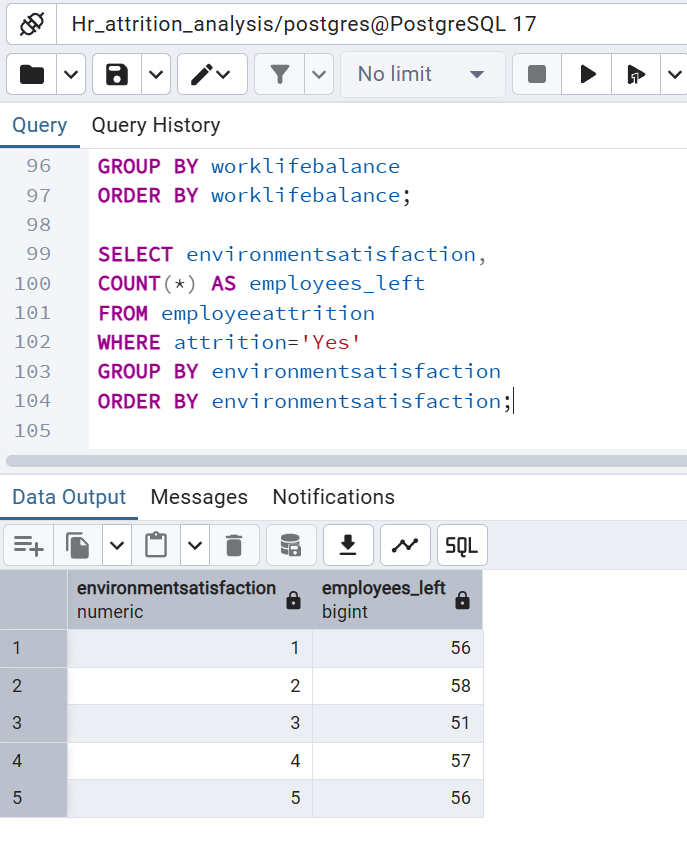 Hr_attrition_analysis/postgres@PostgreSQL 17
No limit
Query Query History
96 GROUP BY worklifebalance
97 ORDER BY worklifebalance;
98
99 SELECT environmentsatisfaction,
100 COUNT(*) AS employees_left
101 FROM employeeattrition
102 WHERE attrition='Yes'
103 GROUP BY environmentsatisfaction
104 ORDER BY environmentsatisfaction;
105
Data Output Messages Notifications
SQL
environmentsatisfaction employees_left
numeric bigint
1 1 56
2 2 58
3 3 51
4 4 57
5 5 56